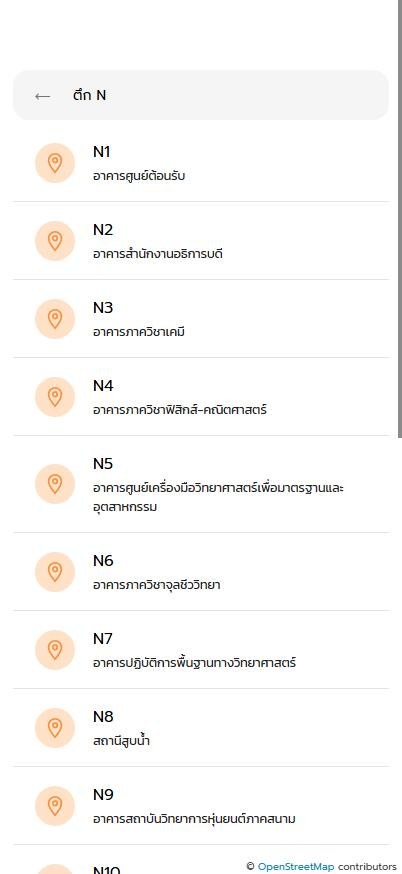 ← ตึก N
N1
อาคารศูนย์ต้อนรับ
N2
อาคารสำนักงานอธิการบดี
N3
อาคารภาควิชาเคมี
N4
อาคารภาควิชาฟิสิกส์-คณิตศาสตร์
N5
อาคารศูนย์เครื่องมือวิทยาศาสตร์เพื่อมาตรฐานและ
อุตสาหกรรม
N6
อาคารภาควิชาจุลชีววิทยา
N7
อาคารปฏิบัติการพื้นฐานทางวิทยาศาสตร์
N8
สถานีสูบน้ำ
N9
อาคารสถาบันวิทยาการหุ่นยนต์ภาคสนาม
N10
© OpenStreetMap contributors